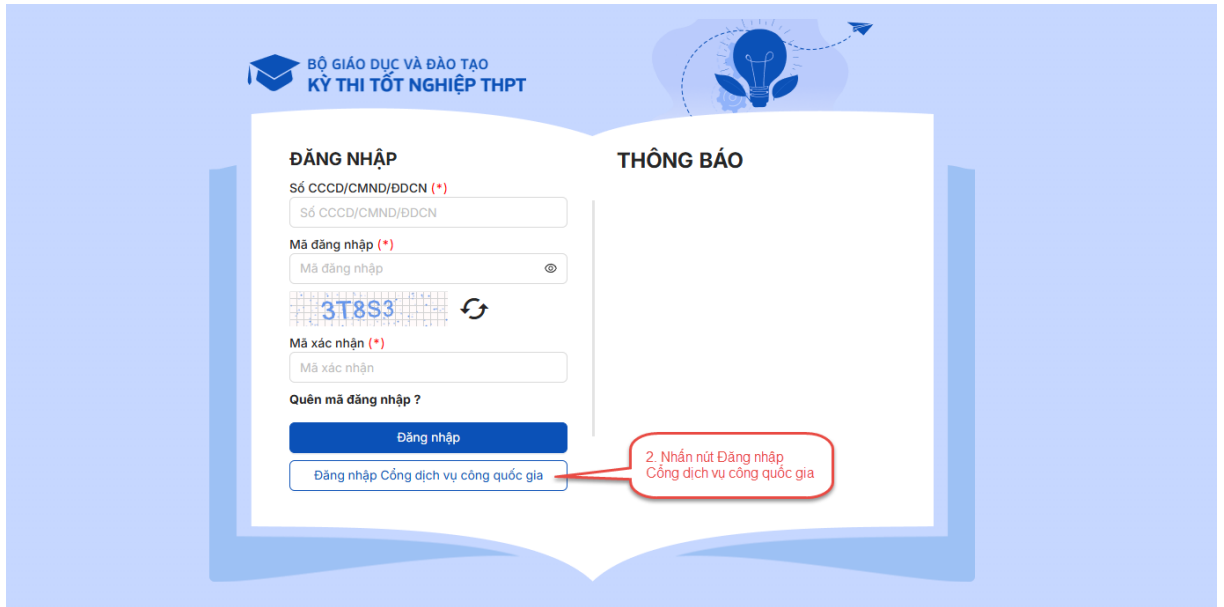 BỘ GIÁO DỤC VÀ ĐÀO TẠO
KỲ THI TỐT NGHIỆP THPT
ĐĂNG NHẬP
Số CCCD/CMND/ĐDCN (*)
Số CCCD/CMND/ĐDCN
Mã đăng nhập (*)
Mã đăng nhập
3T8S3
Mã xác nhận (*)
Mã xác nhận
Quên mã đăng nhập ?
Đăng nhập
Đăng nhập Cổng dịch vụ công quốc gia
THÔNG BÁO
2. Nhấn nút Đăng nhập
Cổng dịch vụ công quốc gia